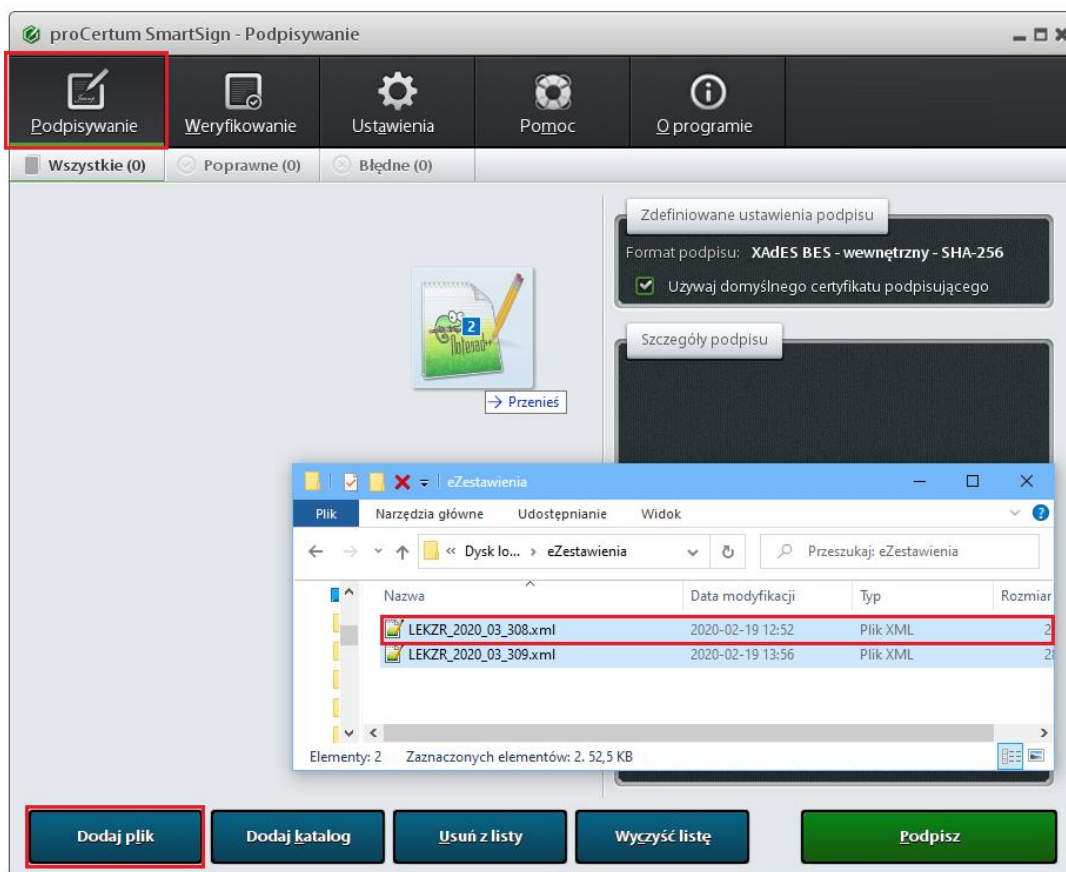 proCertum SmartSign - Podpisywanie
Podpisywanie
Weryfikowanie
Ustawienia
Pomoc
O programie
Wszystkie (0)
Poprawne (0)
Błędne (0)
Zdefiniowane ustawienia podpisu
Format podpisu: XAdES BES - wewnętrzny - SHA-256
Używaj domyślnego certyfikatu podpisującego
Szczegóły podpisu
2
Notepad++
→ Przenieś
eZestawienia
Plik Narzędzia główne Udostępnianie Widok
« Dysk lo... › eZestawienia
Przeszukaj: eZestawienia
Nazwa Data modyfikacji Typ Rozmiar
LEKZR_2020_03_308.xml 2020-02-19 12:52 Plik XML 2
LEKZR_2020_03_309.xml 2020-02-19 13:56 Plik XML 28
Elementy: 2 Zaznaczonych elementów: 2. 52,5 KB
Dodaj plik
Dodaj katalog
Usuń z listy
Wyczyść listę
Podpisz